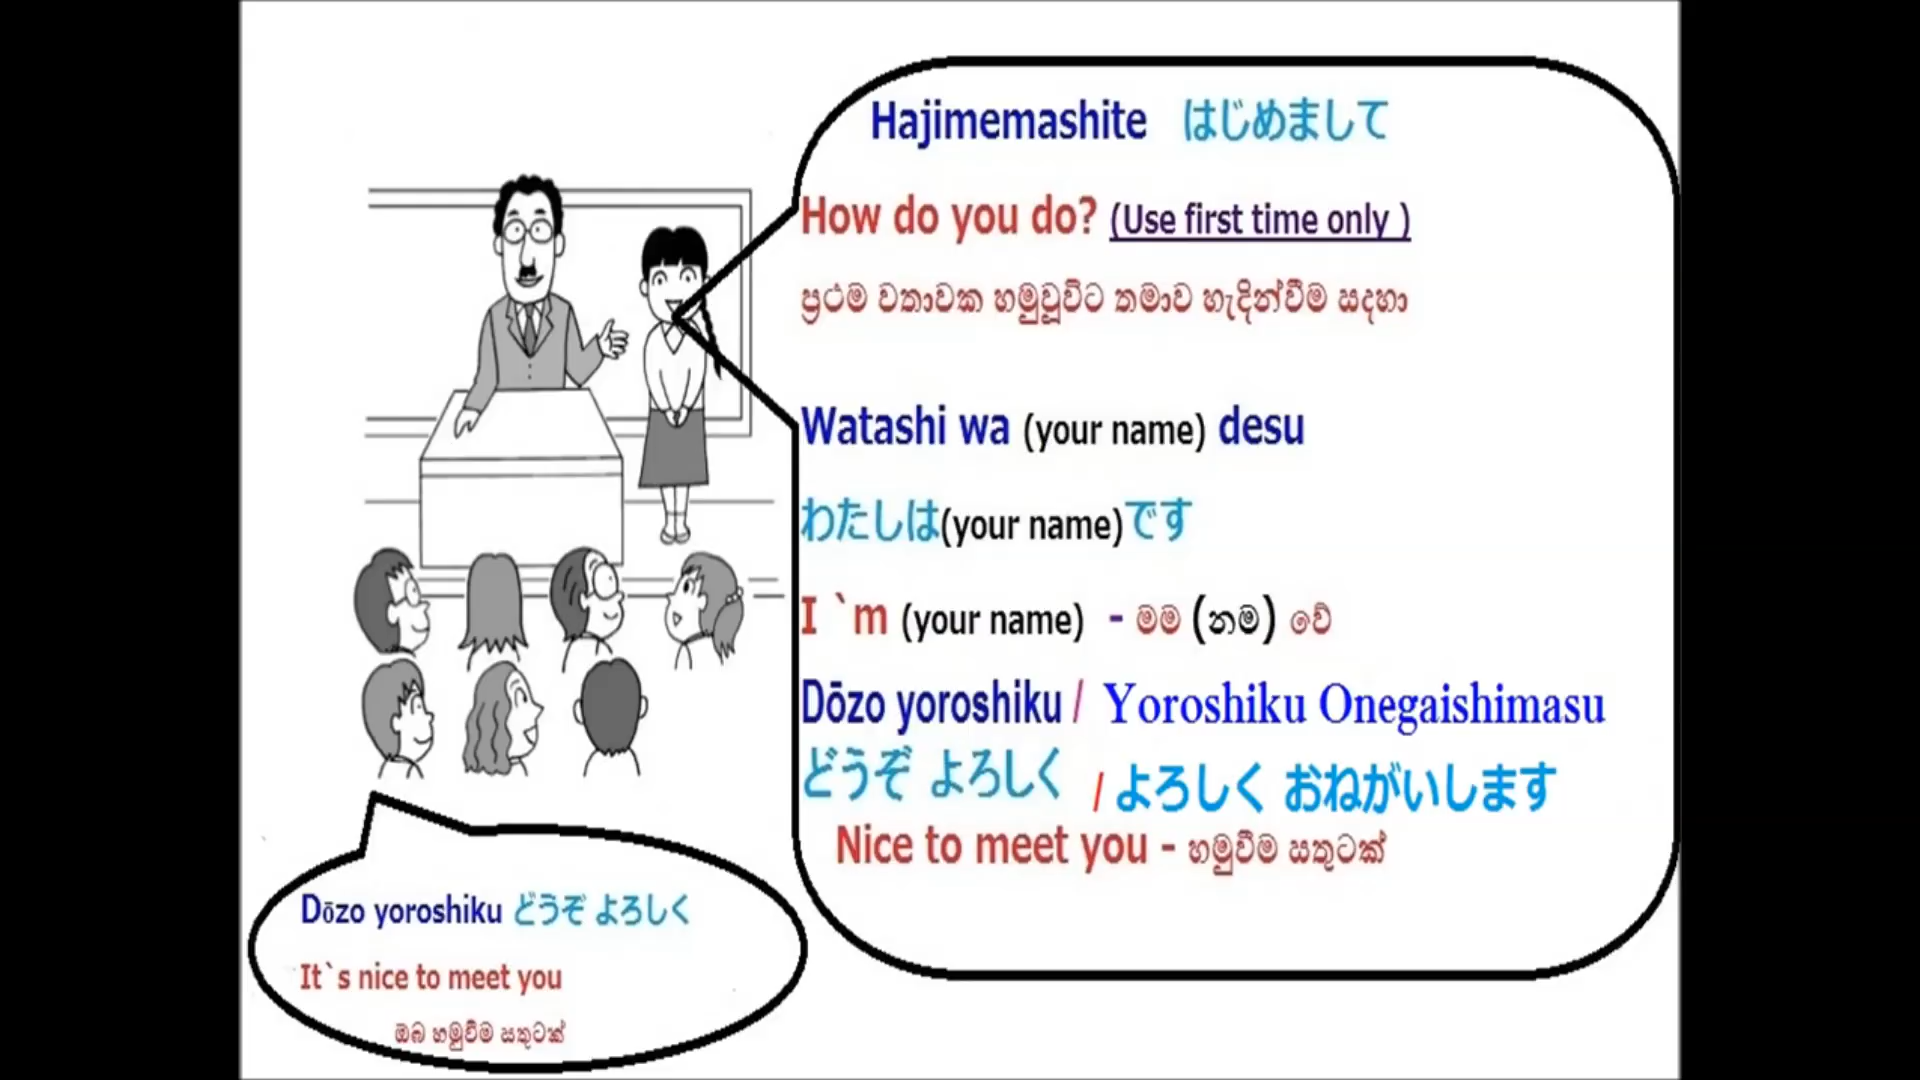 Hajimemashite はじめまして
How do you do? (Use first time only )
ප්‍රථම වතාවක හමුවූවිට තමාව හැදින්වීම සදහා
Watashi wa (your name) desu
わたしは(your name)です
I `m (your name) - මම (නම) වේ
Dōzo yoroshiku / Yoroshiku Onegaishimasu
どうぞ よろしく / よろしく おねがいします
Nice to meet you - හමුවීම සතුටක්
Dōzo yoroshiku どうぞ よろしく
It`s nice to meet you
ඔබ හමුවීම සතුටක්